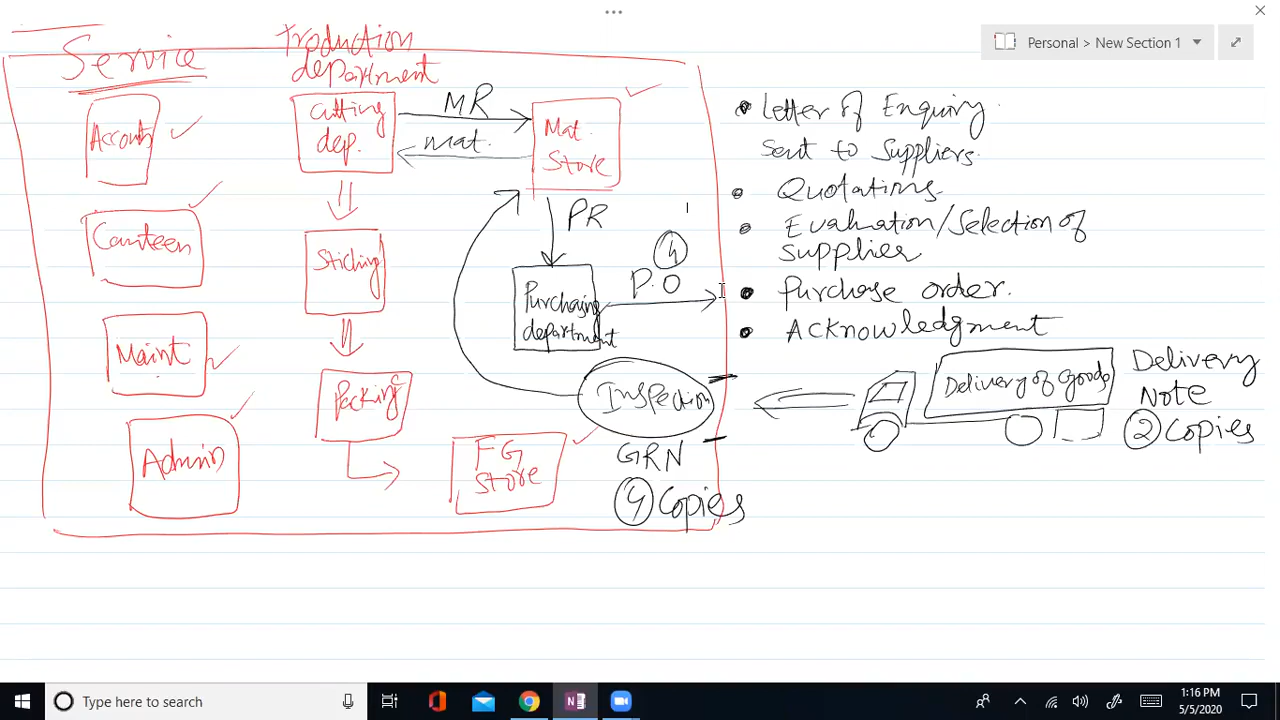 Personal > New Section 1
Service
Production
department
Accounts
Canteen
Maint
Admin
Cutting
dep.
Stiching
Packing
FG
Store
MR
mat.
Mat.
Store
PR
Purchasing
department
4
P.O
Inspection
GRN
4 Copies
Letter of Enquiry
sent to Suppliers.
Quotations.
Evaluation/Selection of
supplier
Purchase order.
Acknowledgment
Delivery of goods
Delivery
Note
2 Copies
Type here to search
1:16 PM
5/5/2020